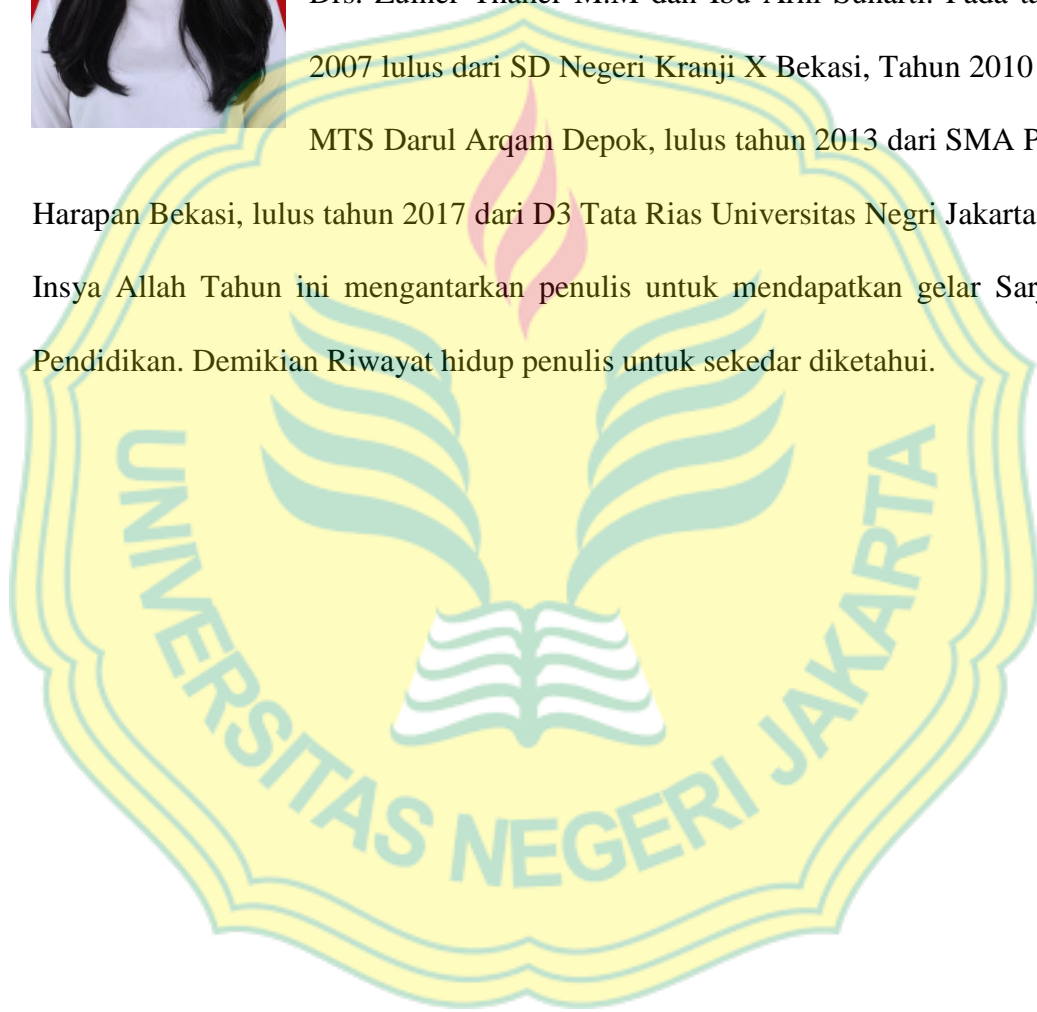 2007 lulus dari SD Negeri Kranji X Bekasi, Tahun 2010
MTS Darul Arqam Depok, lulus tahun 2013 dari SMA P
Harapan Bekasi, lulus tahun 2017 dari D3 Tata Rias Universitas Negri Jakarta
Insya Allah Tahun ini mengantarkan penulis untuk mendapatkan gelar Sar
Pendidikan. Demikian Riwayat hidup penulis untuk sekedar diketahui.
UNIVERSITAS NEGERI JAKARTA